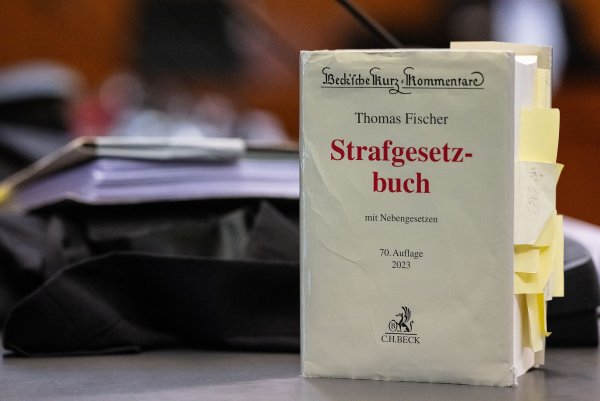 Beck'sche Kurz-Kommentare
Thomas Fischer
Strafgesetz-
buch
mit Nebengesetzen
70. Auflage
2023
C.H.BECK